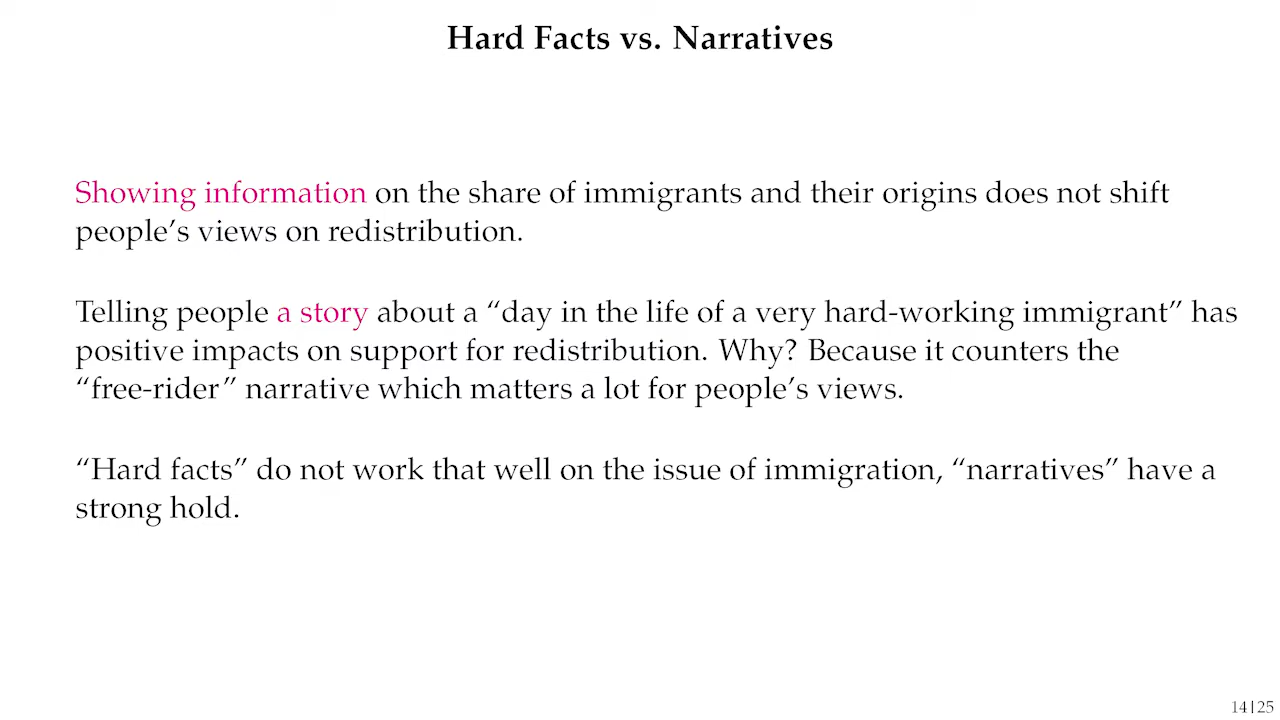 Hard Facts vs. Narratives
Showing information on the share of immigrants and their origins does not shift
people’s views on redistribution.
Telling people a story about a “day in the life of a very hard-working immigrant” has
positive impacts on support for redistribution. Why? Because it counters the
“free-rider” narrative which matters a lot for people’s views.
“Hard facts” do not work that well on the issue of immigration, “narratives” have a
strong hold.
14|25